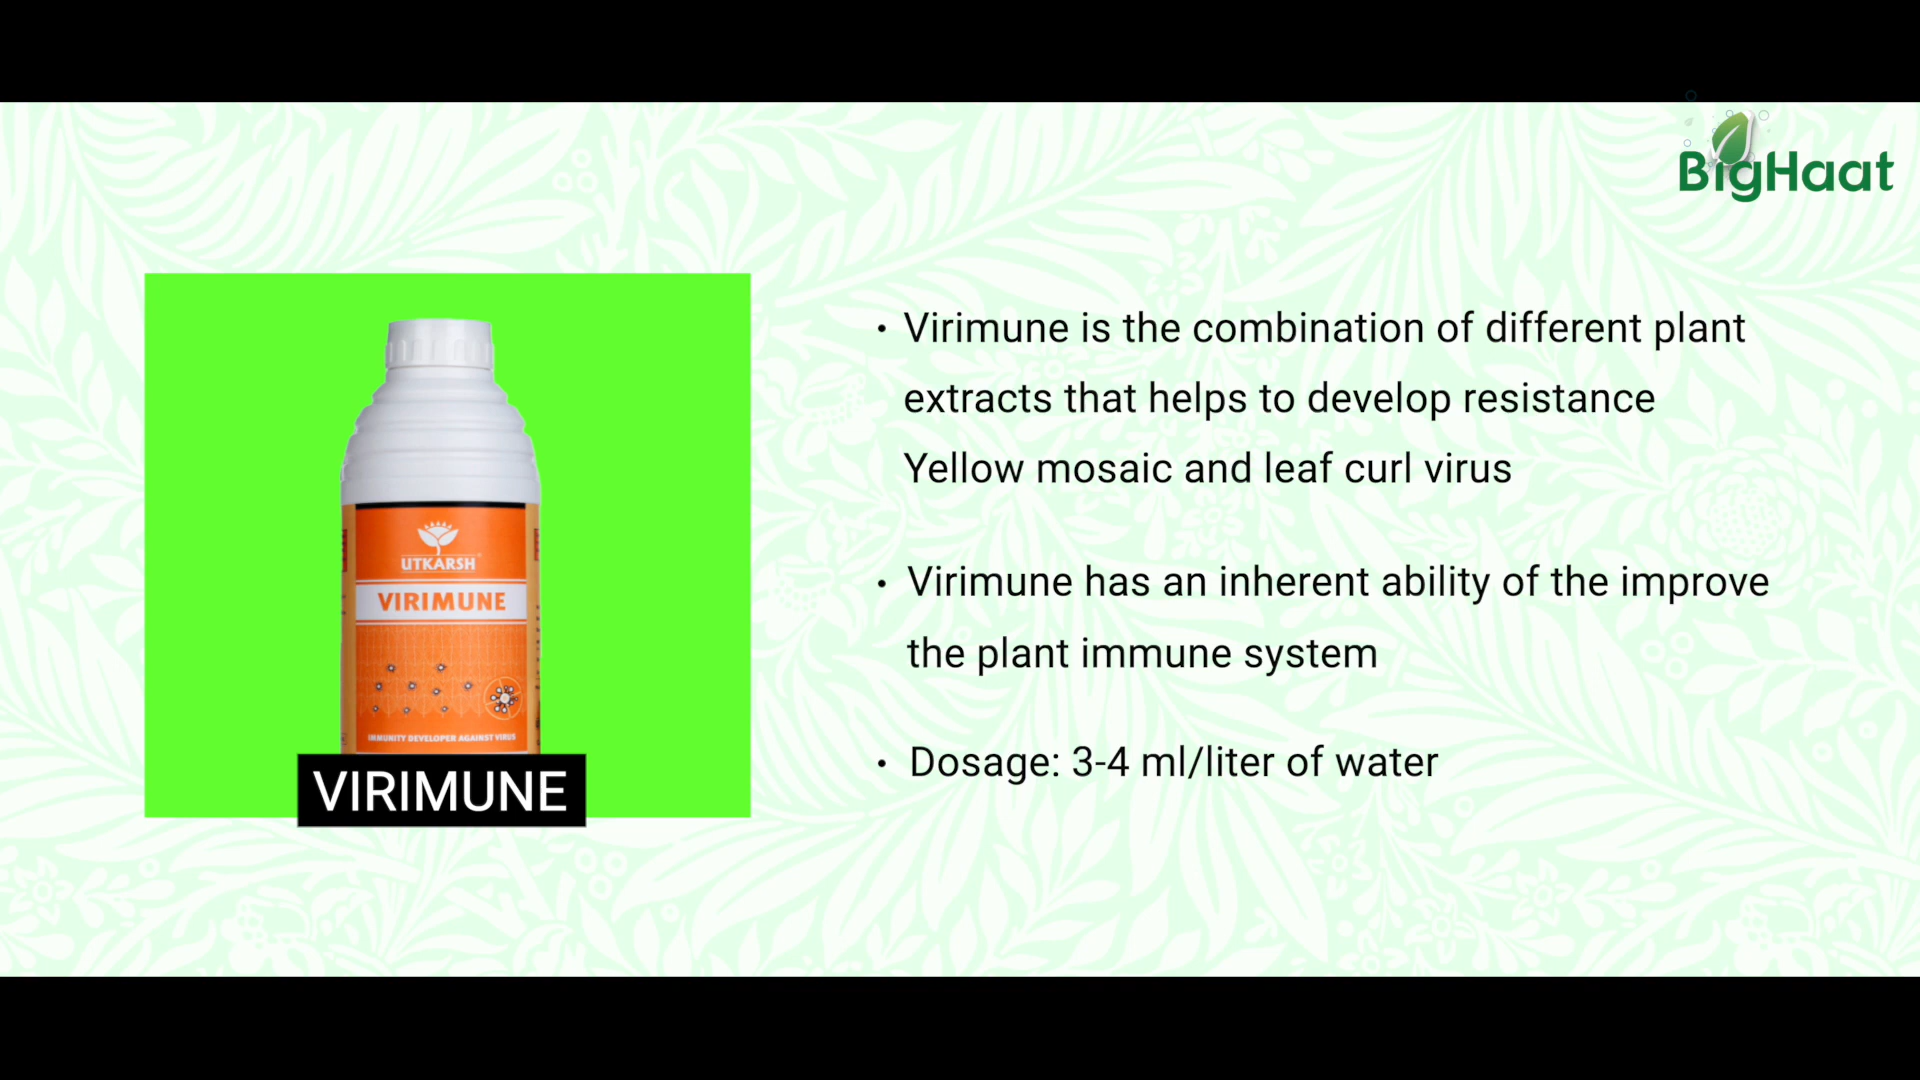 BigHaat
UTKARSH
VIRIMUNE
IMMUNITY DEVELOPER AGAINST VIRUS
VIRIMUNE
• Virimune is the combination of different plant
extracts that helps to develop resistance
Yellow mosaic and leaf curl virus
• Virimune has an inherent ability of the improve
the plant immune system
• Dosage: 3-4 ml/liter of water